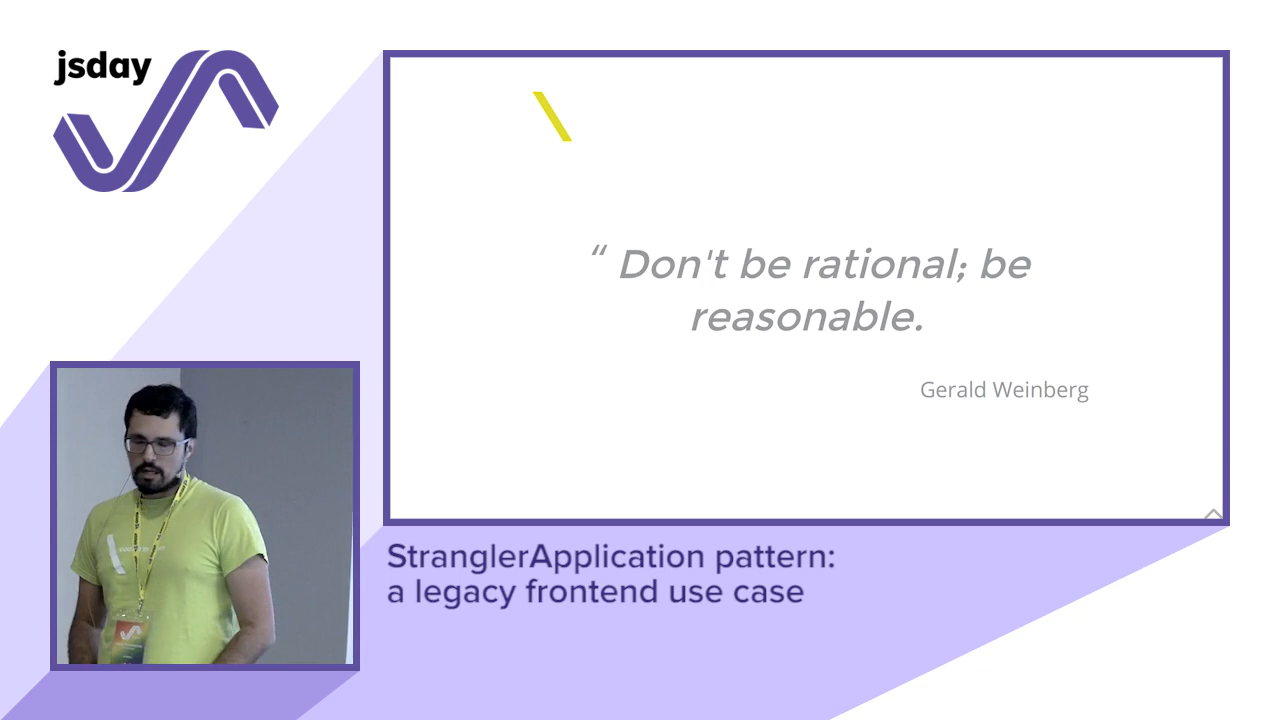 jsday
“ Don't be rational; be
reasonable.
Gerald Weinberg
StranglerApplication pattern:
a legacy frontend use case